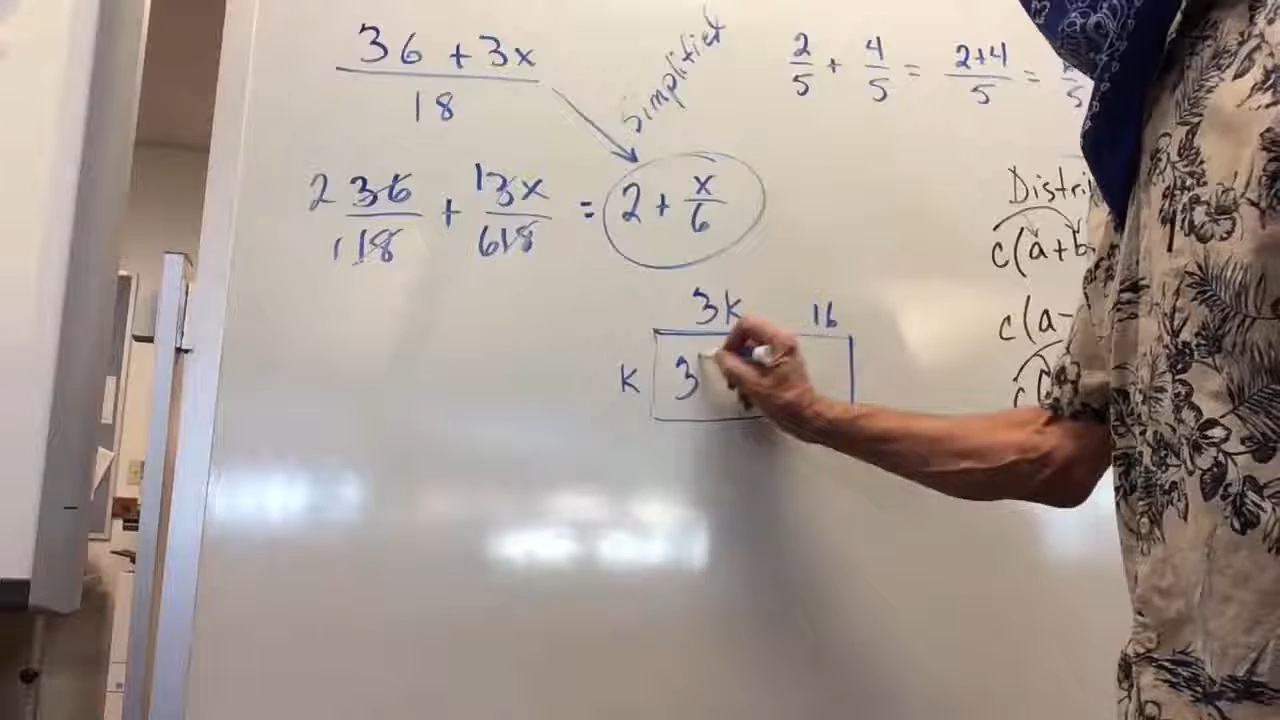 36 + 3x
18
Simplified
2 36/1 18 + 1 3x/6 18 = 2 + x/6
2/5 + 4/5 = 2+4/5 =
5
c(a+b
c(a-
c(
3k 16
k 3